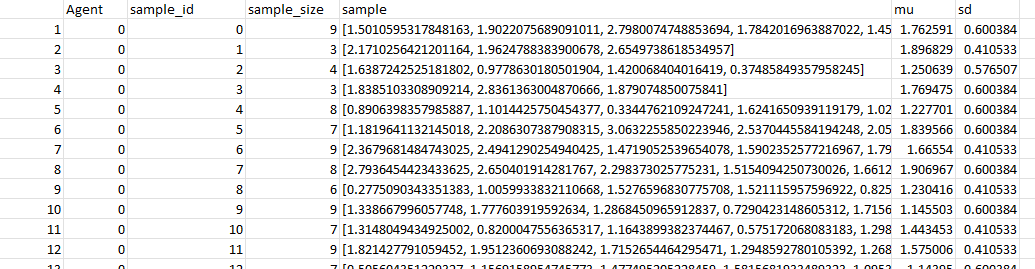 Agent sample_id sample_size sample mu sd
1 0 0 9 [1.5010595317848163, 1.9022075689091011, 2.7980074748853694, 1.7842016963887022, 1.45 1.762591 0.600384
2 0 1 3 [2.1710256421201164, 1.9624788383900678, 2.6549738618534957] 1.896829 0.410533
3 0 2 4 [1.6387242525181802, 0.9778630180501904, 1.420068404016419, 0.37485849357958245] 1.250639 0.576507
4 0 3 3 [1.8385103308909214, 2.8361363004870666, 1.879074850075841] 1.769475 0.600384
5 0 4 8 [0.8906398357985887, 1.1014425750454377, 0.3344762109247241, 1.6241650939119179, 1.02 1.227701 0.600384
6 0 5 7 [1.1819641132145018, 2.2086307387908315, 3.0632255850223946, 2.5370445584194248, 2.05 1.839566 0.600384
7 0 6 9 [2.3679681484743025, 2.4941290254940425, 1.4719052539654078, 1.5902352577216967, 1.79 1.66554 0.410533
8 0 7 8 [2.7936454423433625, 2.650401914281767, 2.298373025775231, 1.5154094250730026, 1.6612 1.906967 0.600384
9 0 8 6 [0.2775090343351383, 1.0059933832110668, 1.5276596830775708, 1.521115957596922, 0.825 1.230416 0.410533
10 0 9 9 [1.338667996057748, 1.777603919592634, 1.2868450965912837, 0.7290423148605312, 1.7156 1.145503 0.600384
11 0 10 7 [1.3148049434925002, 0.8200047556365317, 1.1643899382374467, 0.575172068083183, 1.298 1.443453 0.410533
12 0 11 9 [1.821427791059452, 1.9512360693088242, 1.7152654464295471, 1.2948592780105392, 1.268 1.575006 0.410533